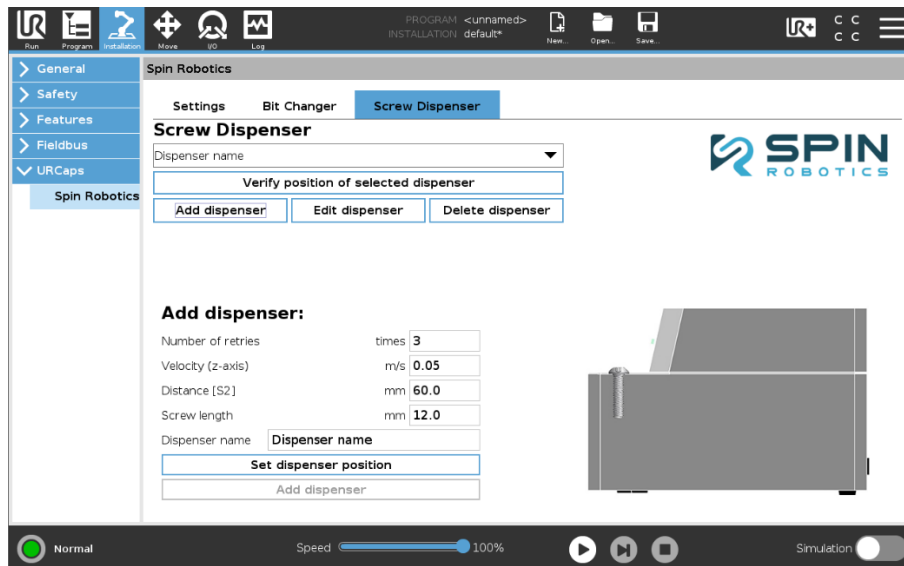 PROGRAM <unnamed>
INSTALLATION default*
Run Program Installation Move I/O Log New... Open... Save...
UR+
C C
C C
General
Safety
Features
Fieldbus
URCaps
Spin Robotics
Spin Robotics
Settings Bit Changer Screw Dispenser
Screw Dispenser
Dispenser name
Verify position of selected dispenser
Add dispenser Edit dispenser Delete dispenser
SPIN
ROBOTICS
Add dispenser:
Number of retries times 3
Velocity (z-axis) m/s 0.05
Distance [S2] mm 60.0
Screw length mm 12.0
Dispenser name Dispenser name
Set dispenser position
Add dispenser
Normal Speed 100% Simulation